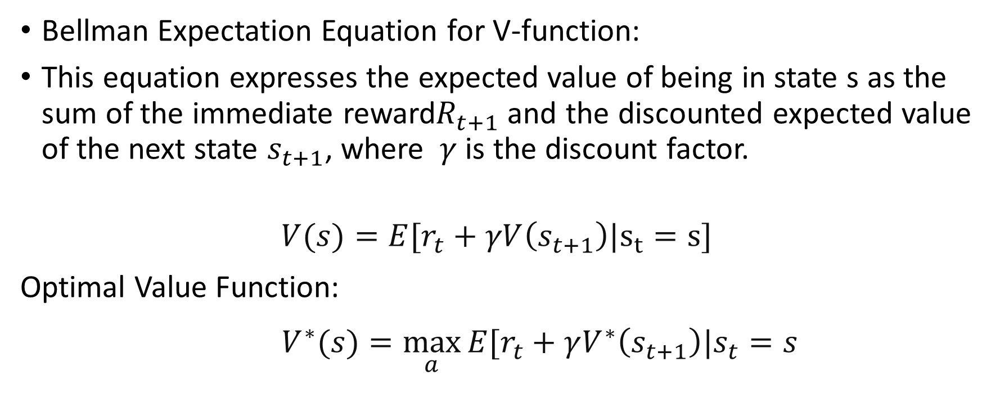 • Bellman Expectation Equation for V-function:
• This equation expresses the expected value of being in state s as the
sum of the immediate reward$R_{t+1}$ and the discounted expected value
of the next state $s_{t+1}$, where $\gamma$ is the discount factor.
$V(s) = E[r_t + \gamma V(s_{t+1})|\mathrm{s_t} = \mathrm{s}]$
Optimal Value Function:
$V^*(s) = \max_a E[r_t + \gamma V^*(s_{t+1})|s_t = s$